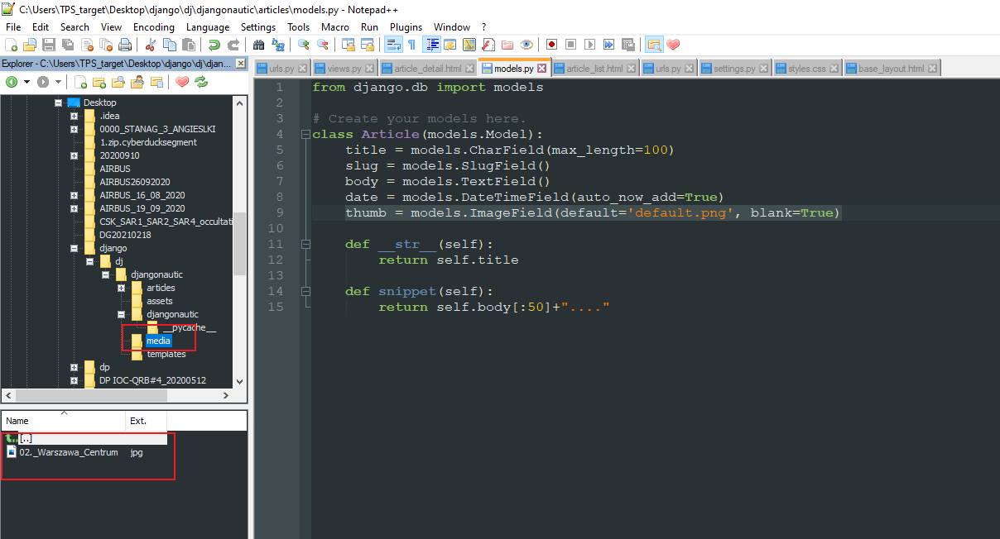 C:\Users\TPS_target\Desktop\django\dj\djangonautic\articles\models.py - Notepad++
File Edit Search View Encoding Language Settings Tools Macro Run Plugins Window ?
Explorer - C:\Users\TPS_target\Desktop\django\dj\djan...
urls.py views.py article_detail.html models.py article_list.html urls.py settings.py styles.css base_layout.html
Desktop
.idea
0000_STANAG_3_ANGIESLKI
1.zip.cyberducksegment
20200910
AIRBUS
AIRBUS26092020
AIRBUS_16_08_2020
AIRBUS_19_09_2020
CSK_SAR1_SAR2_SAR4_occultati
DG20210218
django
dj
djangonautic
articles
assets
djangonautic
__pycache__
media
templates
dp
DP IOC-QRB#4_20200512
Name Ext.
[..]
02._Warszawa_Centrum jpg
1 from django.db import models
2
3 # Create your models here.
4 class Article(models.Model):
5 title = models.CharField(max_length=100)
6 slug = models.SlugField()
7 body = models.TextField()
8 date = models.DateTimeField(auto_now_add=True)
9 thumb = models.ImageField(default='default.png', blank=True)
10
11 def __str__(self):
12 return self.title
13
14 def snippet(self):
15 return self.body[:50]+"...."